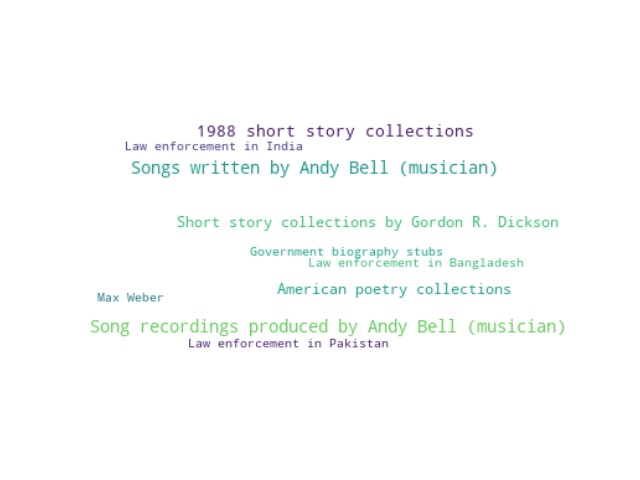 1988 short story collections
Law enforcement in India
Songs written by Andy Bell (musician)
Short story collections by Gordon R. Dickson
Government biography stubs
Law enforcement in Bangladesh
American poetry collections
Max Weber
Song recordings produced by Andy Bell (musician)
Law enforcement in Pakistan